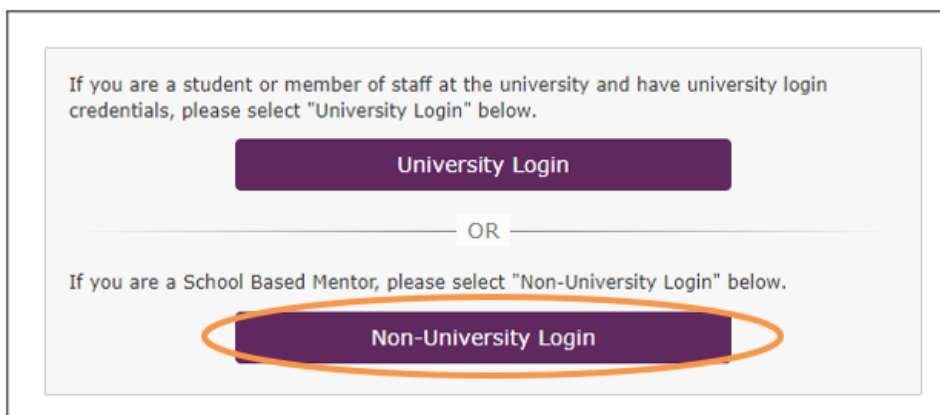 If you are a student or member of staff at the university and have university login
credentials, please select "University Login" below.
University Login
OR
If you are a School Based Mentor, please select "Non-University Login" below.
Non-University Login